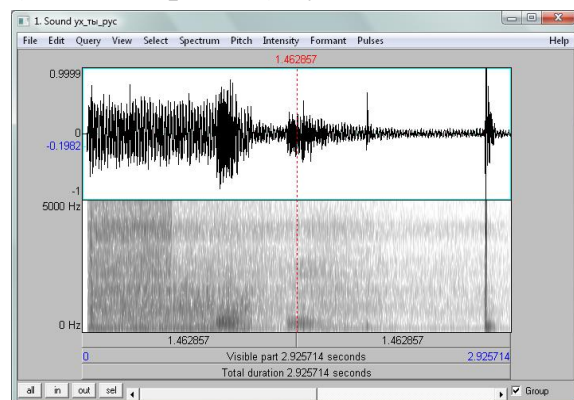 1. Sound ух_ты_рус
File Edit Query View Select Spectrum Pitch Intensity Formant Pulses Help
1.462857
0.9999
0
-0.1982
-1
5000 Hz
0 Hz
1.462857 1.462857
0 Visible part 2.925714 seconds 2.925714
Total duration 2.925714 seconds
all in out sel Group